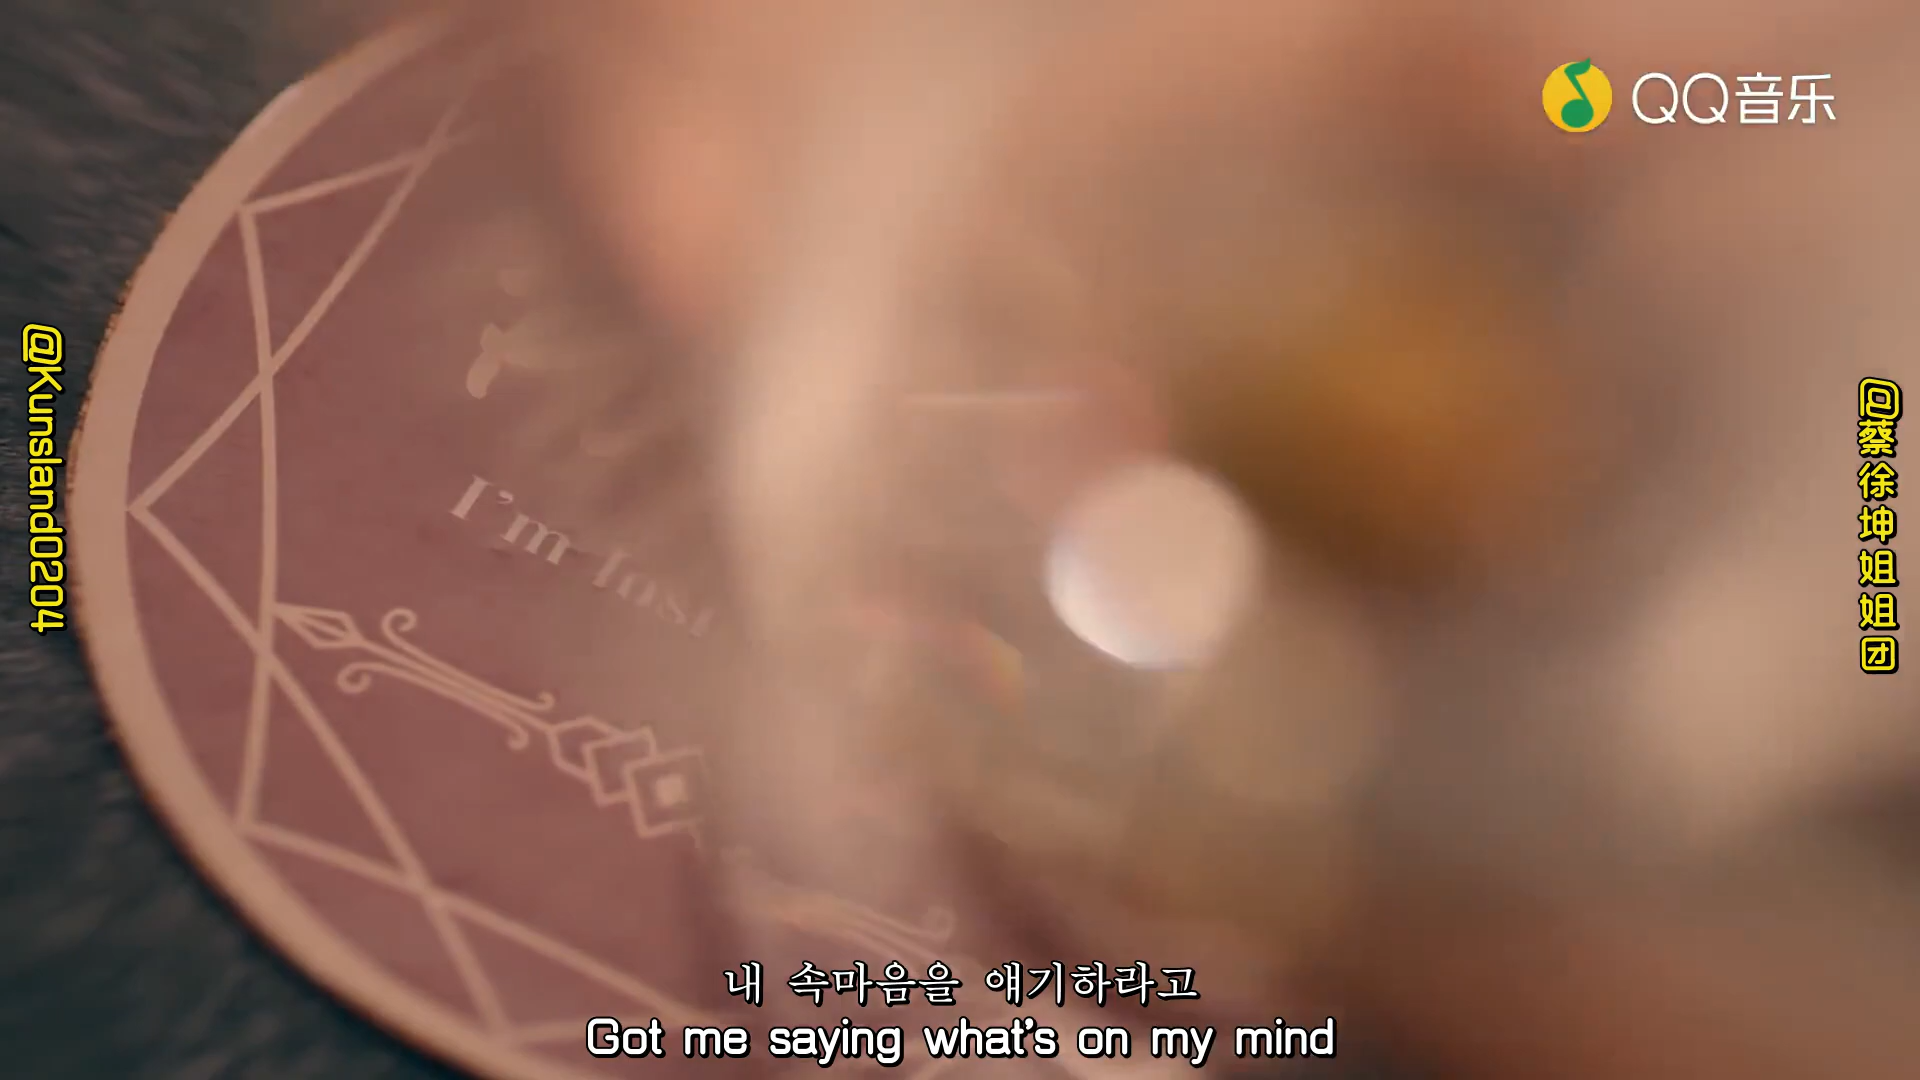 QQ音乐
@Kunsland0204
@蔡徐坤姐姐团
I'm lost
내 속마음을 얘기하라고
Got me saying what's on my mind